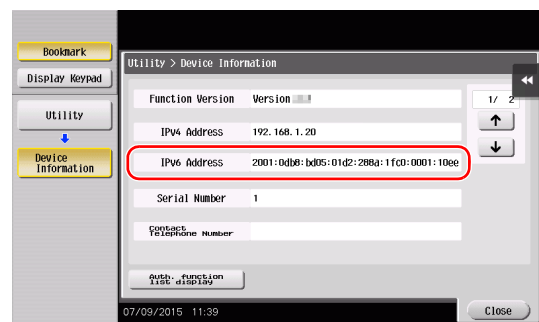 Bookmark
Display Keypad
Utility
Device
Information
Utility > Device Information
Function Version Version
1/ 2
IPv4 Address 192.168.1.20
IPv6 Address 2001:0db8:bd05:01d2:288a:1fc0:0001:10ee
Serial Number 1
Contact
Telephone Number
Auth. function
list display
07/09/2015 11:39
Close